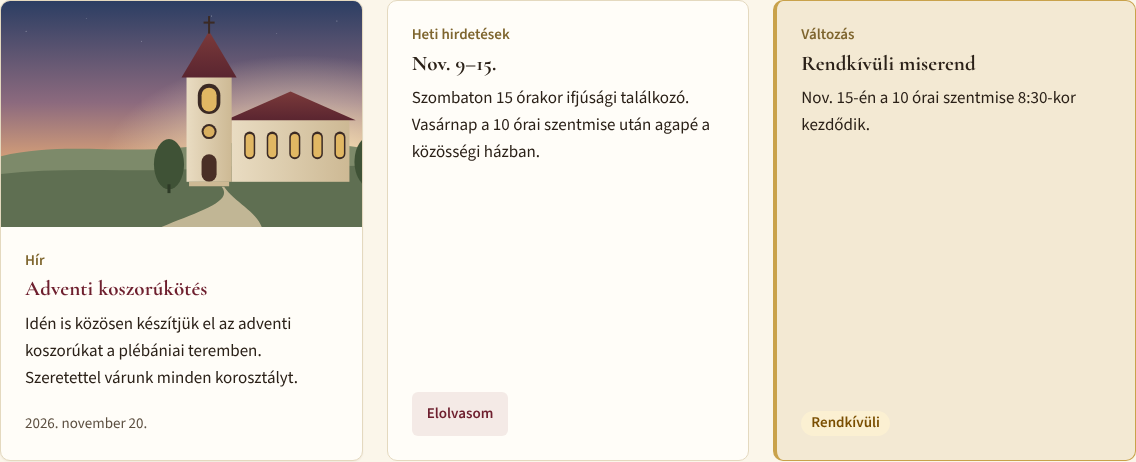 Hír
Adventi koszorúkötés
Idén is közösen készítjük el az adventi
koszorúkat a plébániai teremben.
Szeretettel várunk minden korosztályt.
2026. november 20.
Heti hirdetések
Nov. 9–15.
Szombaton 15 órakor ifjúsági találkozó.
Vasárnap a 10 órai szentmise után agapé a
közösségi házban.
Elolvasom
Változás
Rendkívüli miserend
Nov. 15-én a 10 órai szentmise 8:30-kor
kezdődik.
Rendkívüli